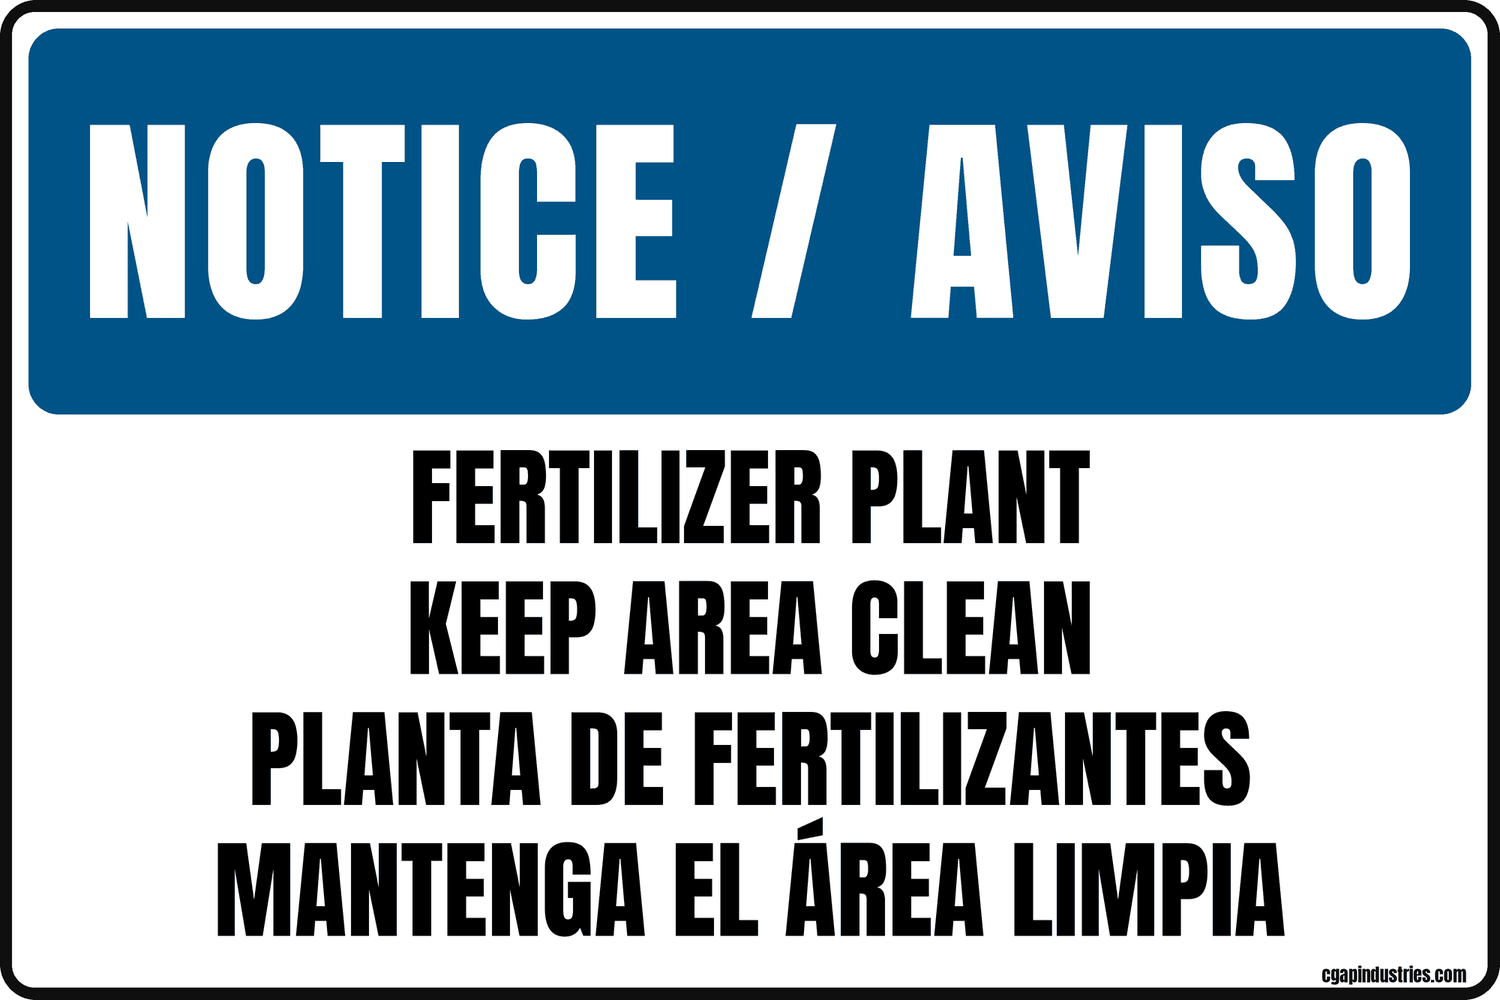 NOTICE / AVISO
FERTILIZER PLANT
KEEP AREA CLEAN
PLANTA DE FERTILIZANTES
MANTENGA EL ÁREA LIMPIA
cgapindustries.com